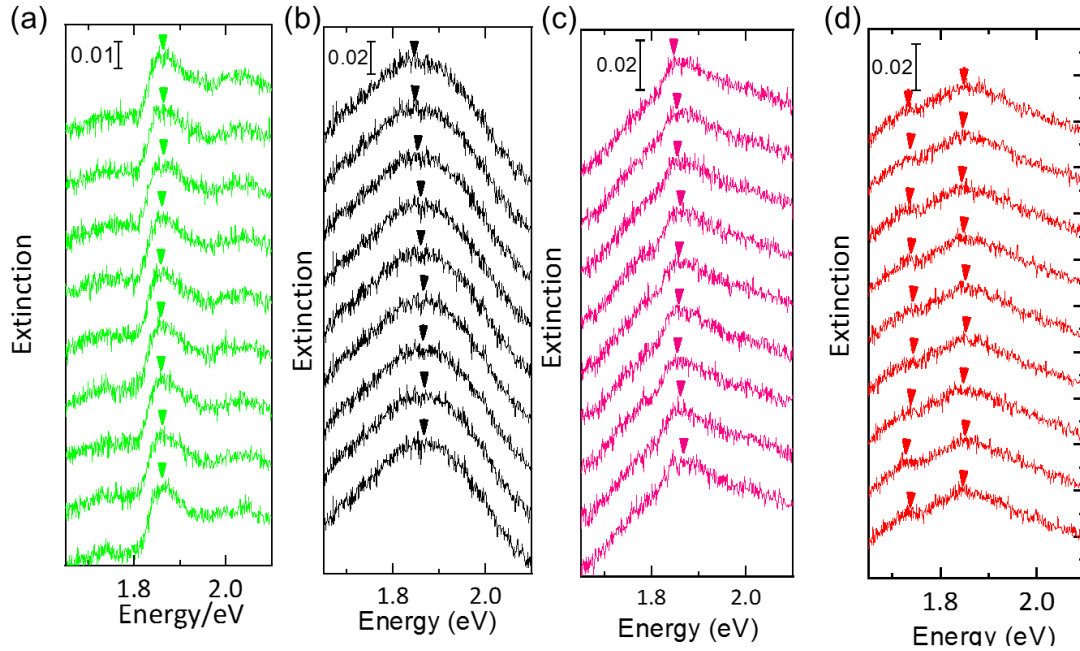 (a)
0.01
Extinction
1.8
2.0
Energy/eV
(b)
0.02
Extinction
1.8
2.0
Energy (eV)
(c)
0.02
Extinction
1.8
2.0
Energy (eV)
(d)
0.02
Extinction
1.8
2.0
Energy (eV)